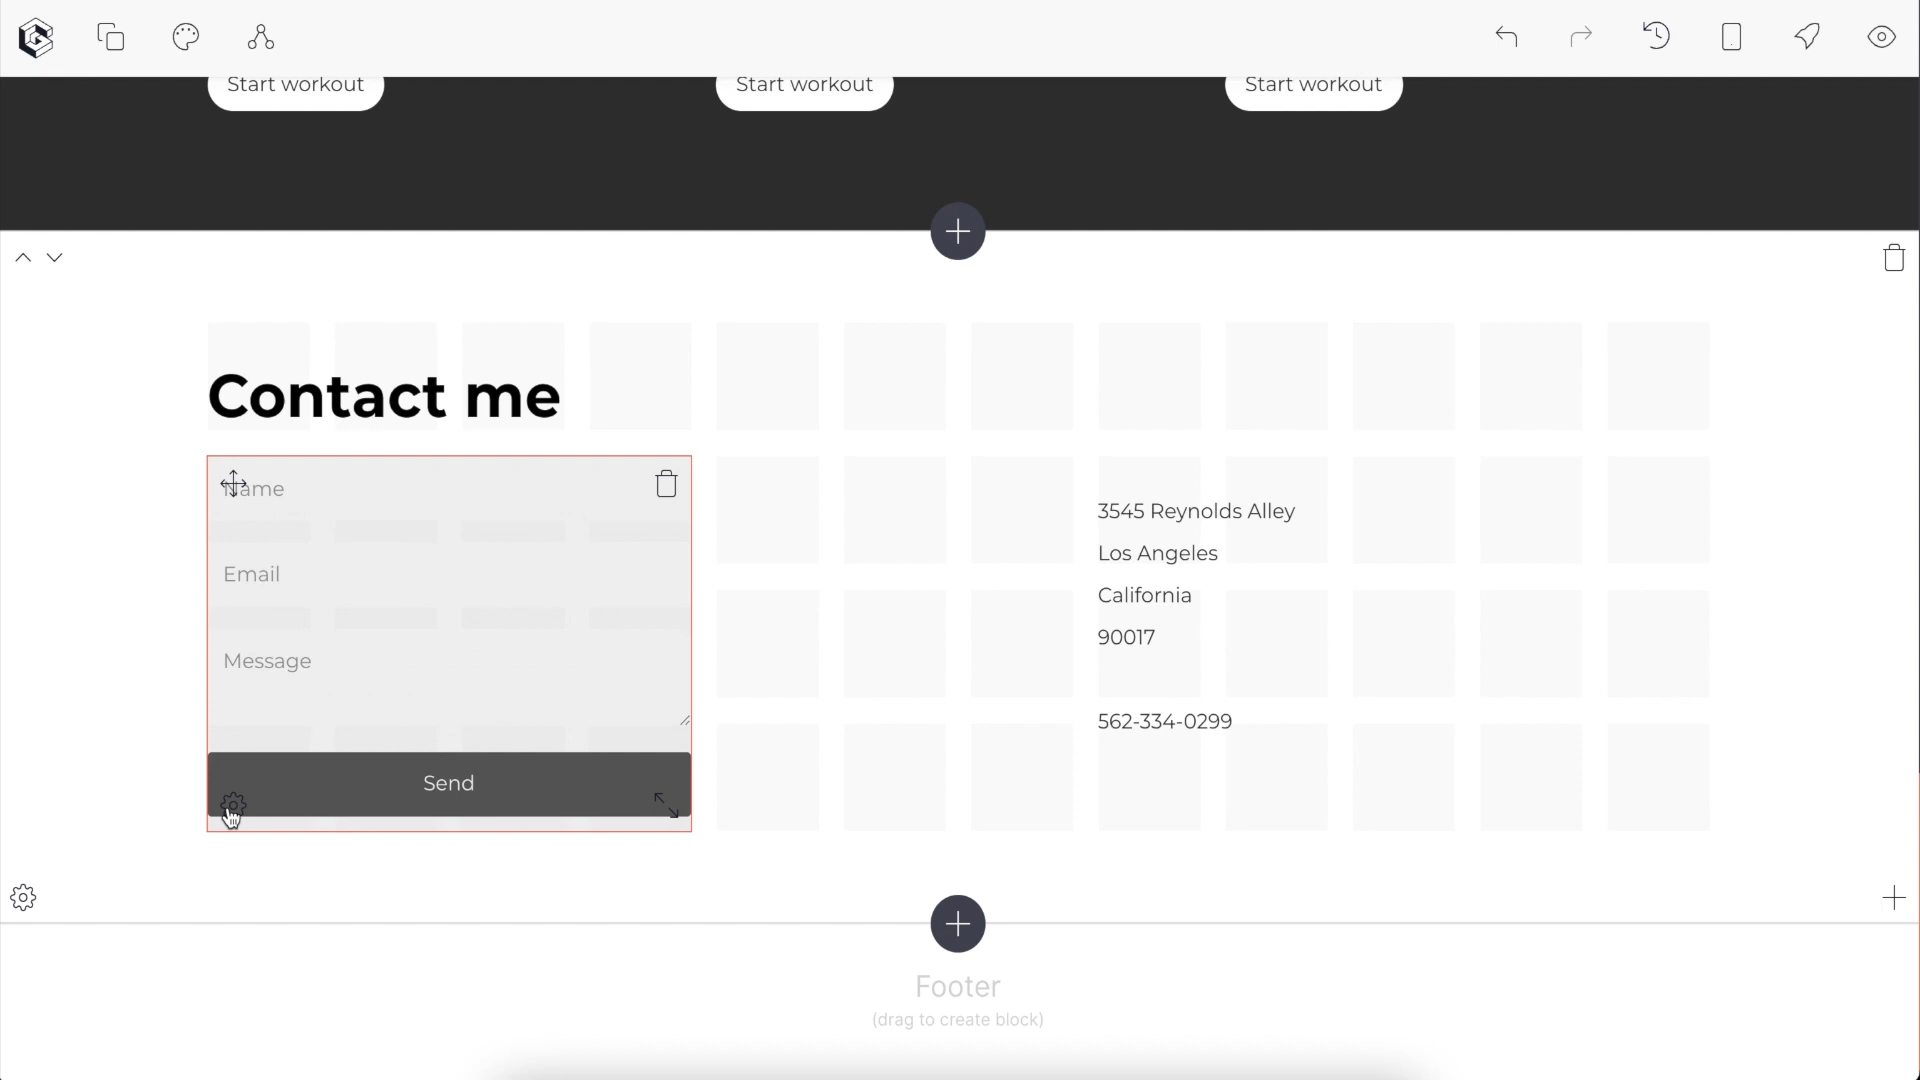 Start workout
Start workout
Start workout
Contact me
Name
Email
Message
Send
3545 Reynolds Alley
Los Angeles
California
90017
562-334-0299
Footer
(drag to create block)